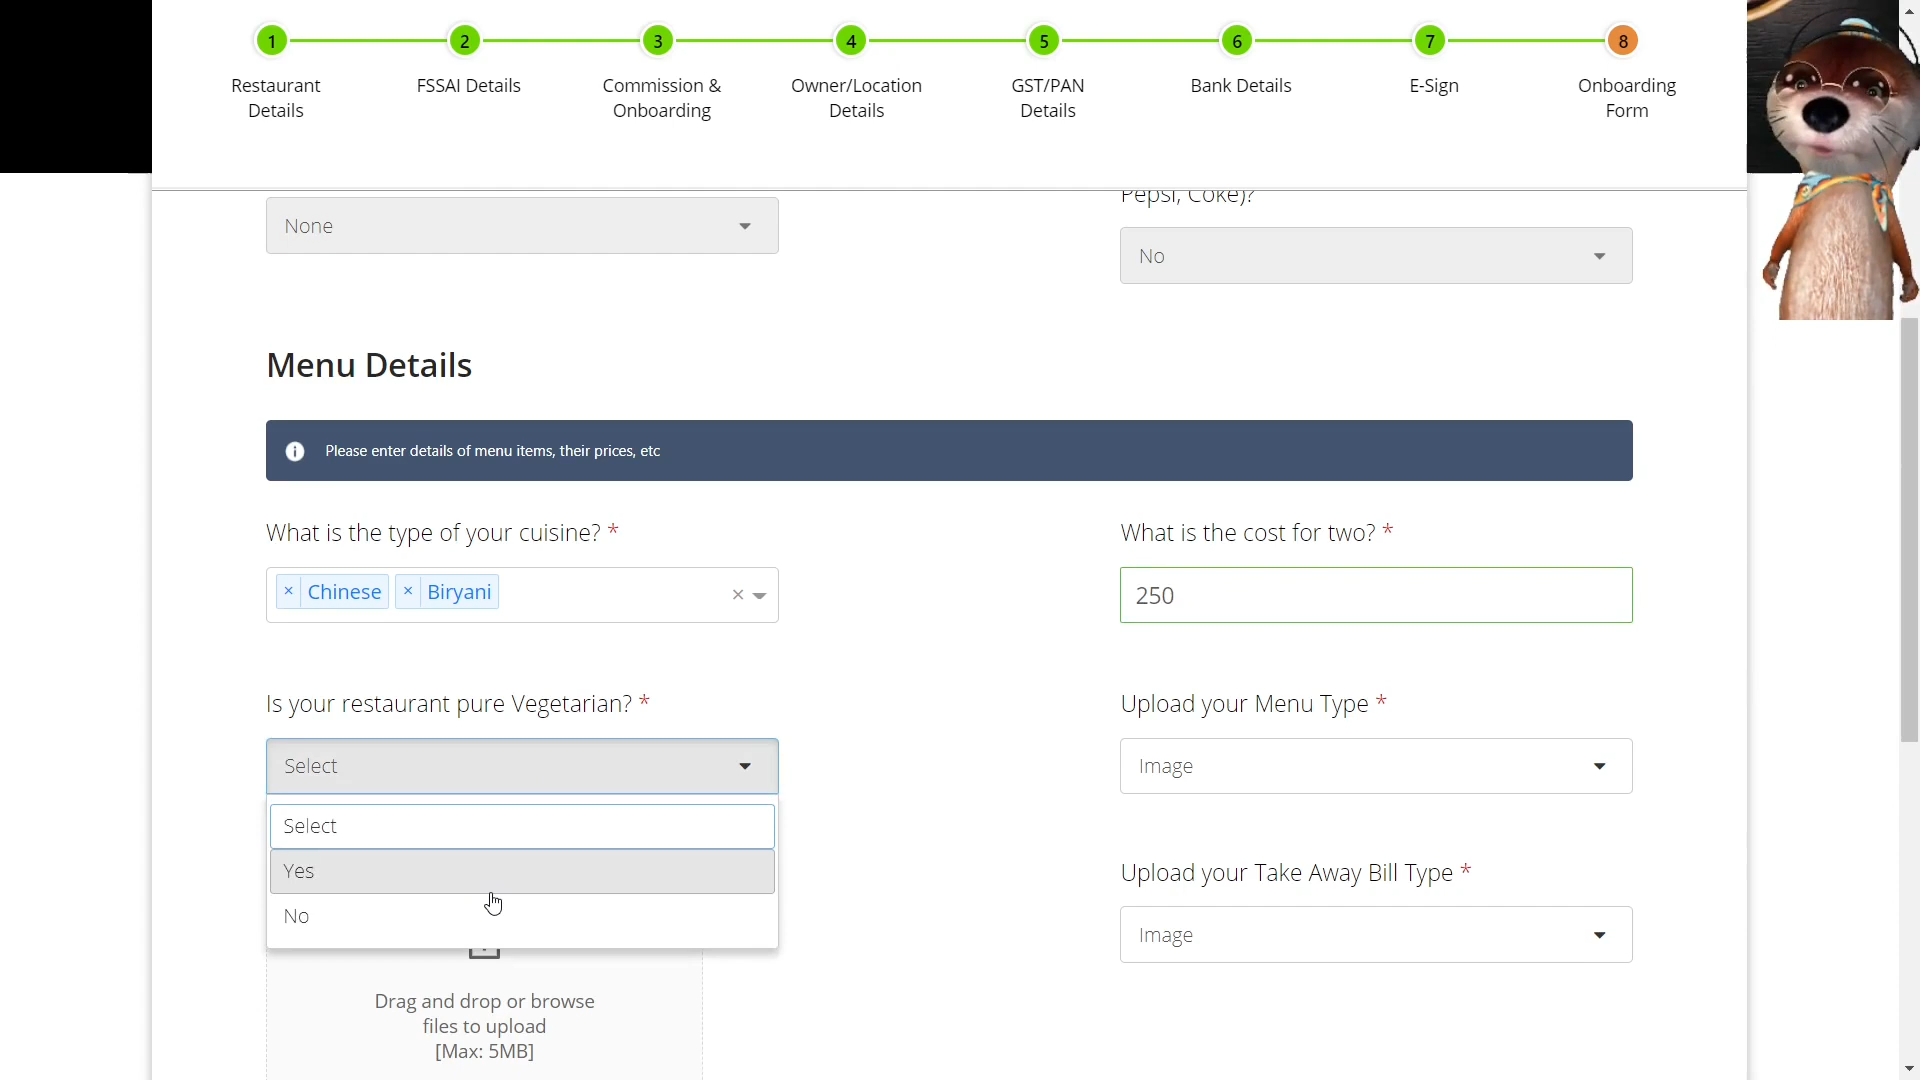 1
2
3
4
5
6
7
8
Restaurant
Details
FSSAI Details
Commission &
Onboarding
Owner/Location
Details
GST/PAN
Details
Bank Details
E-Sign
Onboarding
Form
Pepsi, Coke)?
None
No
Menu Details
Please enter details of menu items, their prices, etc
What is the type of your cuisine? *
What is the cost for two? *
× Chinese × Biryani ×
250
Is your restaurant pure Vegetarian? *
Upload your Menu Type *
Select
Image
Select
Yes
No
Upload your Take Away Bill Type *
Image
Drag and drop or browse
files to upload
[Max: 5MB]